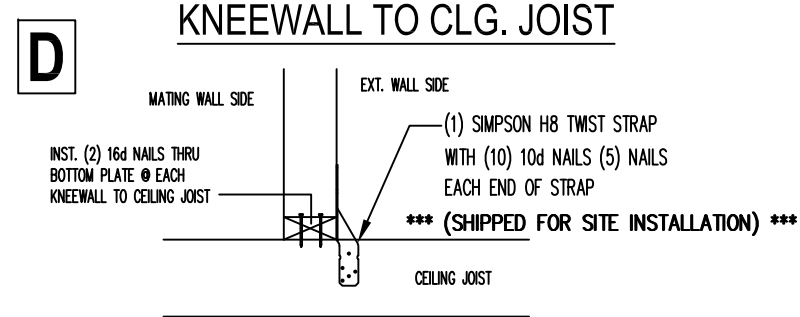 KNEEWALL TO CLG. JOIST
D
MATING WALL SIDE
EXT. WALL SIDE
INST. (2) 16d NAILS THRU
BOTTOM PLATE @ EACH
KNEEWALL TO CEILING JOIST
(1) SIMPSON H8 TWIST STRAP
WITH (10) 10d NAILS (5) NAILS
EACH END OF STRAP
*** (SHIPPED FOR SITE INSTALLATION) ***
CEILING JOIST